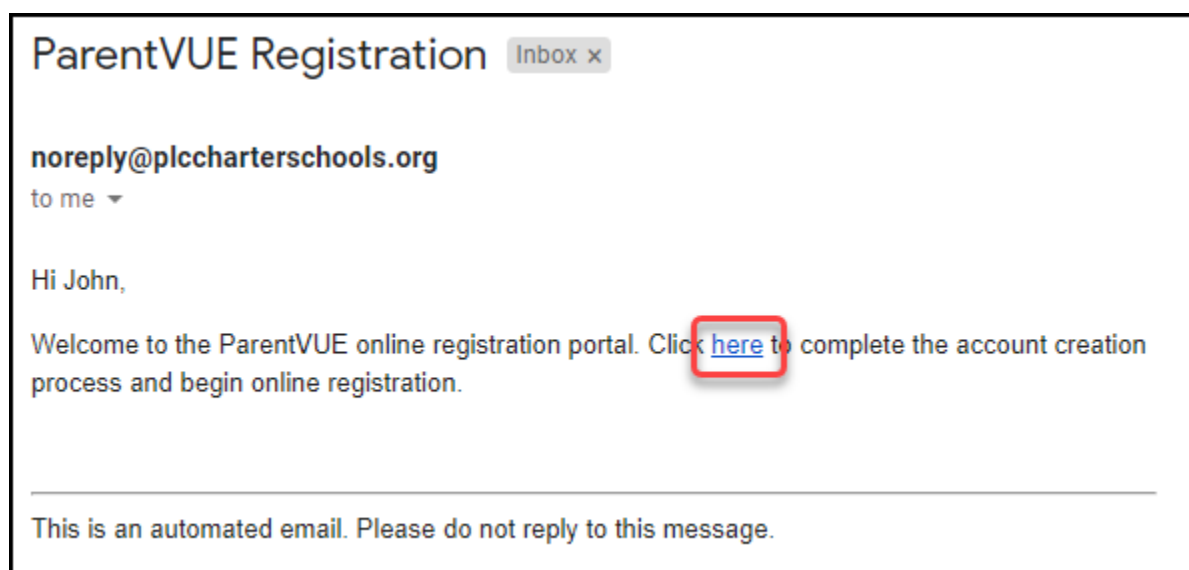 ParentVUE Registration Inbox x
noreply@plccharterschools.org
to me
Hi John,
Welcome to the ParentVUE online registration portal. Click here to complete the account creation
process and begin online registration.
This is an automated email. Please do not reply to this message.